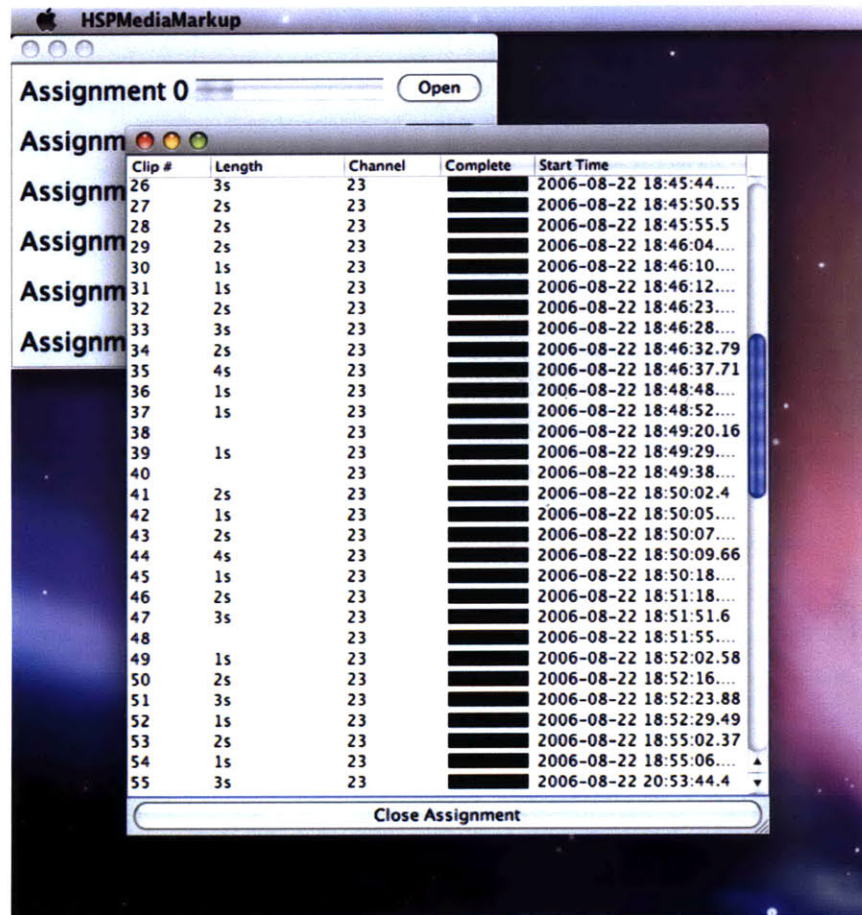 HSPMediaMarkup
Assignment 0 Open
Assignm
Assignm
Assignm
Assignm
Assignm
Clip # Length Channel Complete Start Time
26 3s 23 2006-08-22 18:45:44....
27 2s 23 2006-08-22 18:45:50.55
28 2s 23 2006-08-22 18:45:55.5
29 2s 23 2006-08-22 18:46:04....
30 1s 23 2006-08-22 18:46:10....
31 1s 23 2006-08-22 18:46:12....
32 2s 23 2006-08-22 18:46:23....
33 3s 23 2006-08-22 18:46:28....
34 2s 23 2006-08-22 18:46:32.79
35 4s 23 2006-08-22 18:46:37.71
36 1s 23 2006-08-22 18:48:48....
37 1s 23 2006-08-22 18:48:52....
38 23 2006-08-22 18:49:20.16
39 1s 23 2006-08-22 18:49:29....
40 23 2006-08-22 18:49:38....
41 2s 23 2006-08-22 18:50:02.4
42 1s 23 2006-08-22 18:50:05....
43 2s 23 2006-08-22 18:50:07....
44 4s 23 2006-08-22 18:50:09.66
45 1s 23 2006-08-22 18:50:18....
46 2s 23 2006-08-22 18:51:18....
47 3s 23 2006-08-22 18:51:51.6
48 23 2006-08-22 18:51:55....
49 1s 23 2006-08-22 18:52:02.58
50 2s 23 2006-08-22 18:52:16....
51 3s 23 2006-08-22 18:52:23.88
52 1s 23 2006-08-22 18:52:29.49
53 2s 23 2006-08-22 18:55:02.37
54 1s 23 2006-08-22 18:55:06....
55 3s 23 2006-08-22 20:53:44.4
Close Assignment